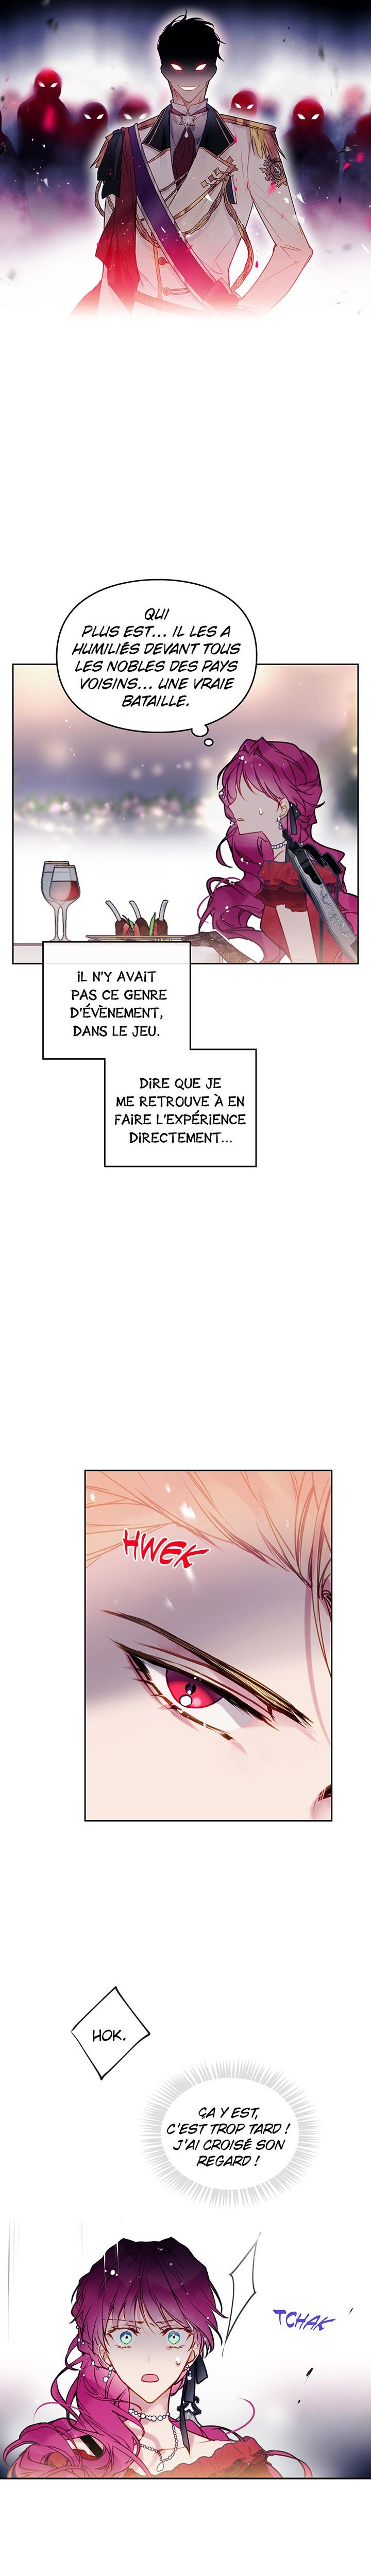 QUI
PLUS EST... IL LES A
HUMILIÉS DEVANT TOUS
LES NOBLES DES PAYS
VOISINS... UNE VRAIE
BATAILLE.
IL N'Y AVAIT
PAS CE GENRE
D'ÉVÈNEMENT,
DANS LE JEU.
DIRE QUE JE
ME RETROUVE À EN
FAIRE L'EXPÉRIENCE
DIRECTEMENT...
HWEK
HOK.
ÇA Y EST,
C'EST TROP TARD !
J'AI CROISÉ SON
REGARD !
TCHAK